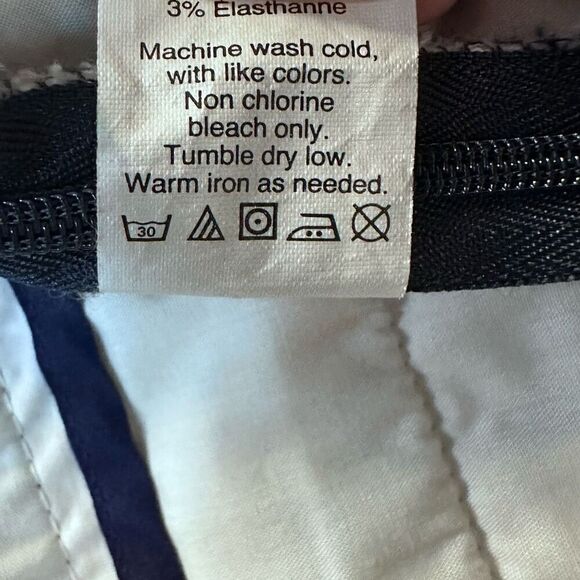 3% Elasthanne
Machine wash cold,
with like colors.
Non chlorine
bleach only.
Tumble dry low.
Warm iron as needed.
30